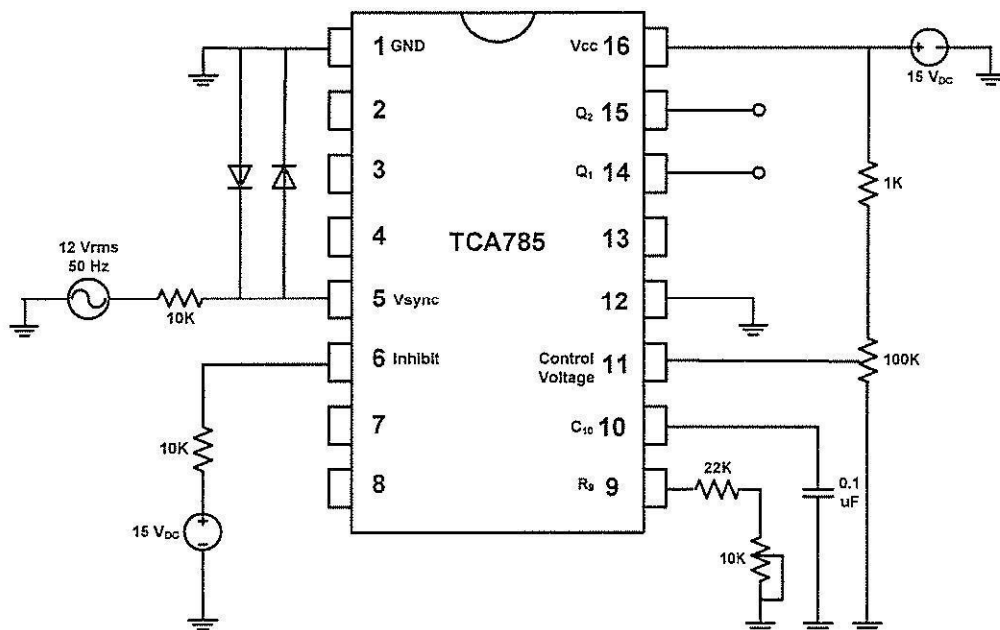 1 GND
2
3
4
5 Vsync
6 Inhibit
7
8
TCA785
Vcc 16
Q₂ 15
Q₁ 14
13
12
Control
Voltage 11
C₁₀ 10
R₉ 9
12 Vrms
50 Hz
10K
10K
15 V_DC
15 V_DC
1K
100K
22K
10K
0.1
uF